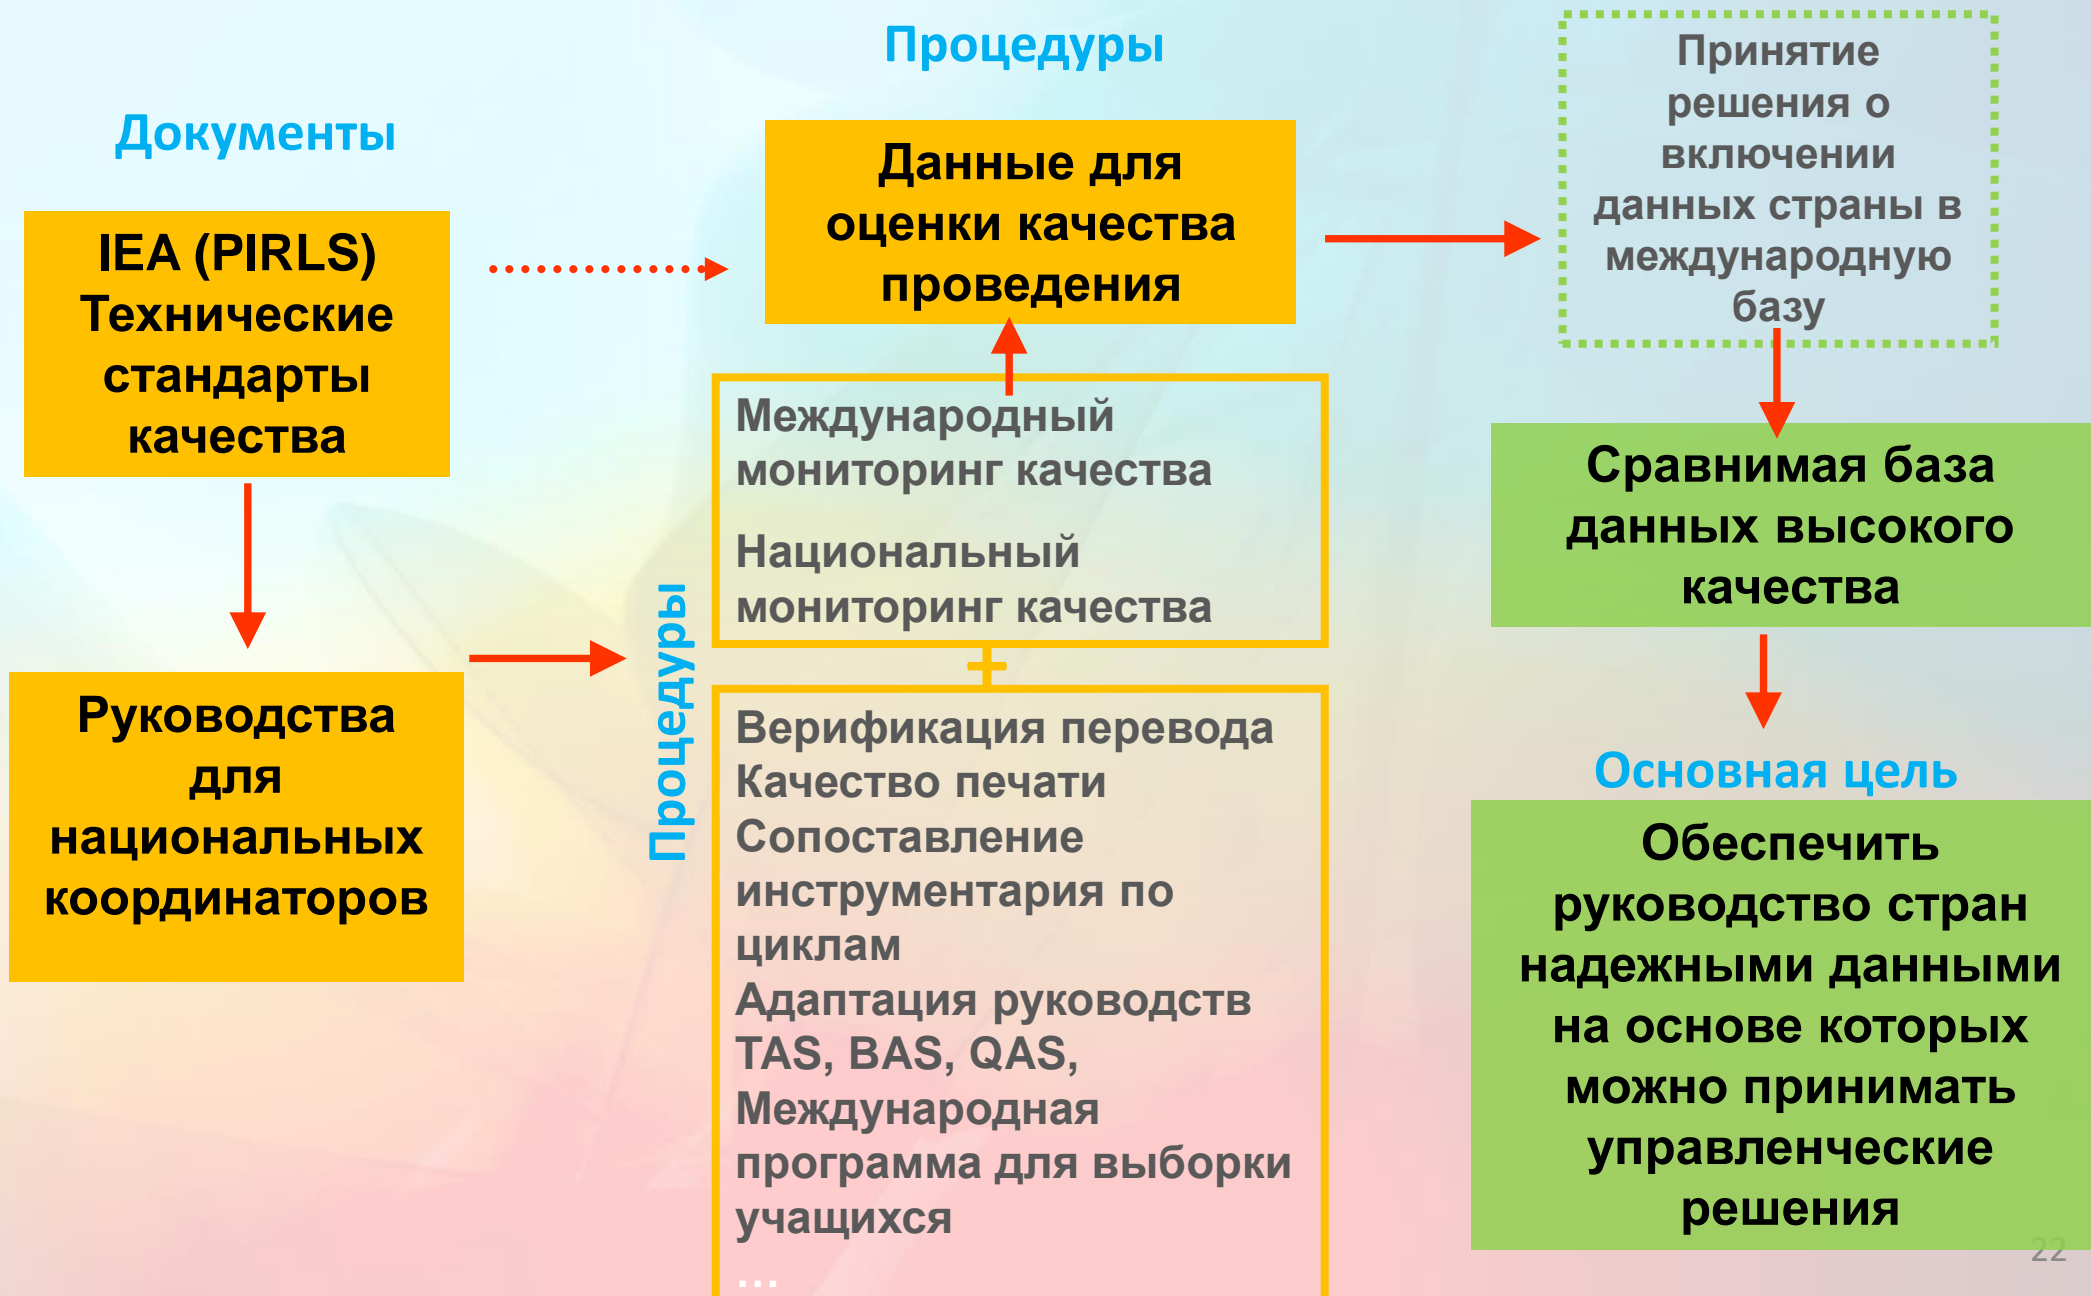 Документы
IEA (PIRLS)
Технические
стандарты
качества
Руководства
для
национальных
координаторов
Процедуры
Данные для
оценки качества
проведения
Процедуры
Международный
мониторинг качества
Национальный
мониторинг качества
+
Верификация перевода
Качество печати
Сопоставление
инструментария по
циклам
Адаптация руководств
TAS, BAS, QAS,
Международная
программа для выборки
учащихся
…
Принятие
решения о
включении
данных страны в
международную
базу
Сравнимая база
данных высокого
качества
Основная цель
Обеспечить
руководство стран
надежными данными
на основе которых
можно принимать
управленческие
решения
22